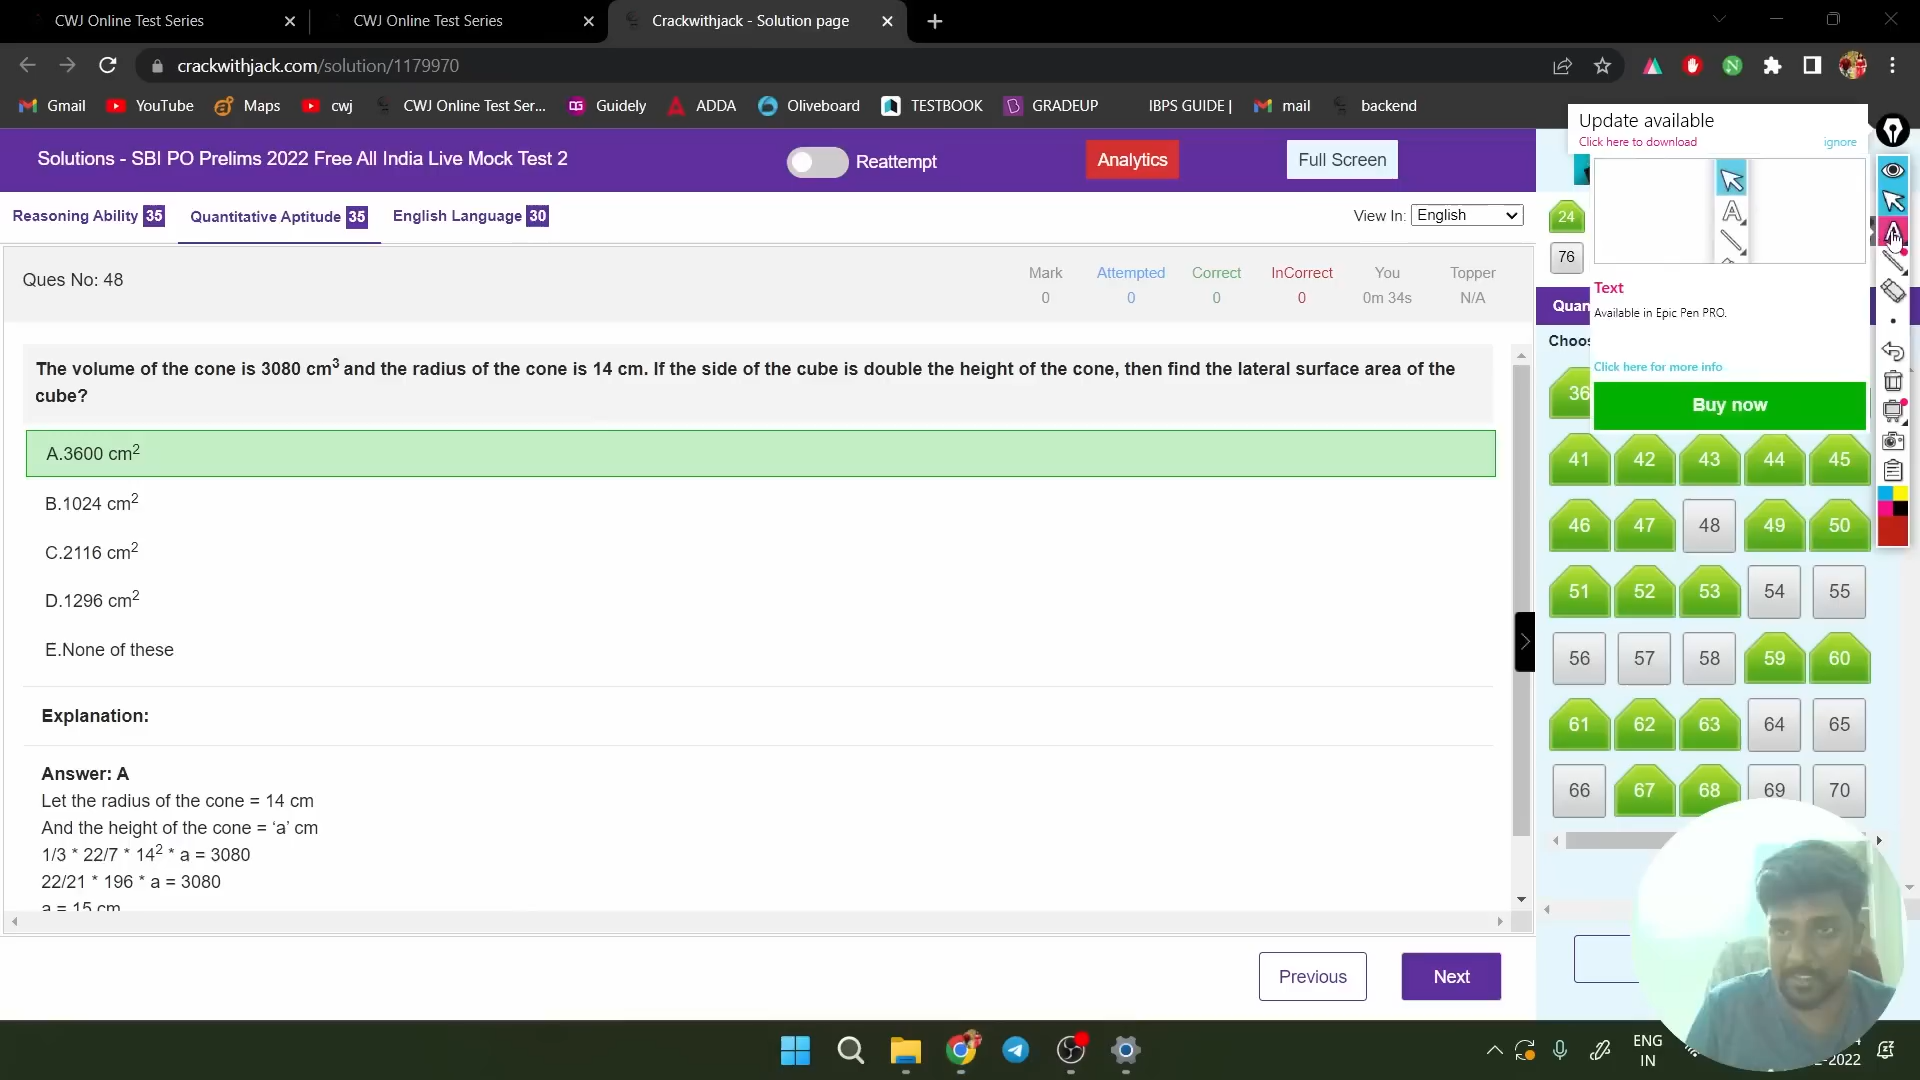 CWJ Online Test Series
CWJ Online Test Series
Crackwithjack - Solution page
crackwithjack.com/solution/1179970
Gmail
YouTube
Maps
cwj
CWJ Online Test Ser...
Guidely
ADDA
Oliveboard
TESTBOOK
GRADEUP
IBPS GUIDE |
mail
backend
Update available
Click here to download
ignore
Solutions - SBI PO Prelims 2022 Free All India Live Mock Test 2
Reattempt
Analytics
Full Screen
Reasoning Ability 35
Quantitative Aptitude 35
English Language 30
View In: English
24
76
Ques No: 48
Mark Attempted Correct InCorrect You Topper
0 0 0 0 0m 34s N/A
Text
Available in Epic Pen PRO.
Click here for more info
Buy now
Quan
Choos
The volume of the cone is 3080 cm³ and the radius of the cone is 14 cm. If the side of the cube is double the height of the cone, then find the lateral surface area of the
cube?
A.3600 cm²
B.1024 cm²
C.2116 cm²
D.1296 cm²
E.None of these
Explanation:
Answer: A
Let the radius of the cone = 14 cm
And the height of the cone = ‘a’ cm
1/3 * 22/7 * 14² * a = 3080
22/21 * 196 * a = 3080
a = 15 cm
36
41 42 43 44 45
46 47 48 49 50
51 52 53 54 55
56 57 58 59 60
61 62 63 64 65
66 67 68 69 70
Previous
Next
ENG
IN
-2022